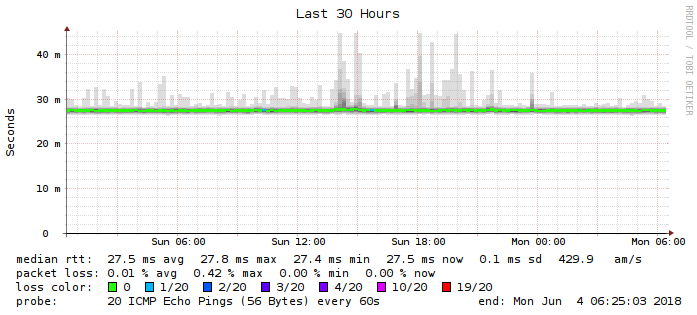 Last 30 Hours
RRDTOOL / TOBI OETIKER
Seconds
40 m
30 m
20 m
10 m
0
Sun 06:00 Sun 12:00 Sun 18:00 Mon 00:00 Mon 06:00
median rtt: 27.5 ms avg 27.8 ms max 27.4 ms min 27.5 ms now 0.1 ms sd 429.9 am/s
packet loss: 0.01 % avg 0.42 % max 0.00 % min 0.00 % now
loss color: 0 1/20 2/20 3/20 4/20 10/20 19/20
probe: 20 ICMP Echo Pings (56 Bytes) every 60s end: Mon Jun 4 06:25:03 2018